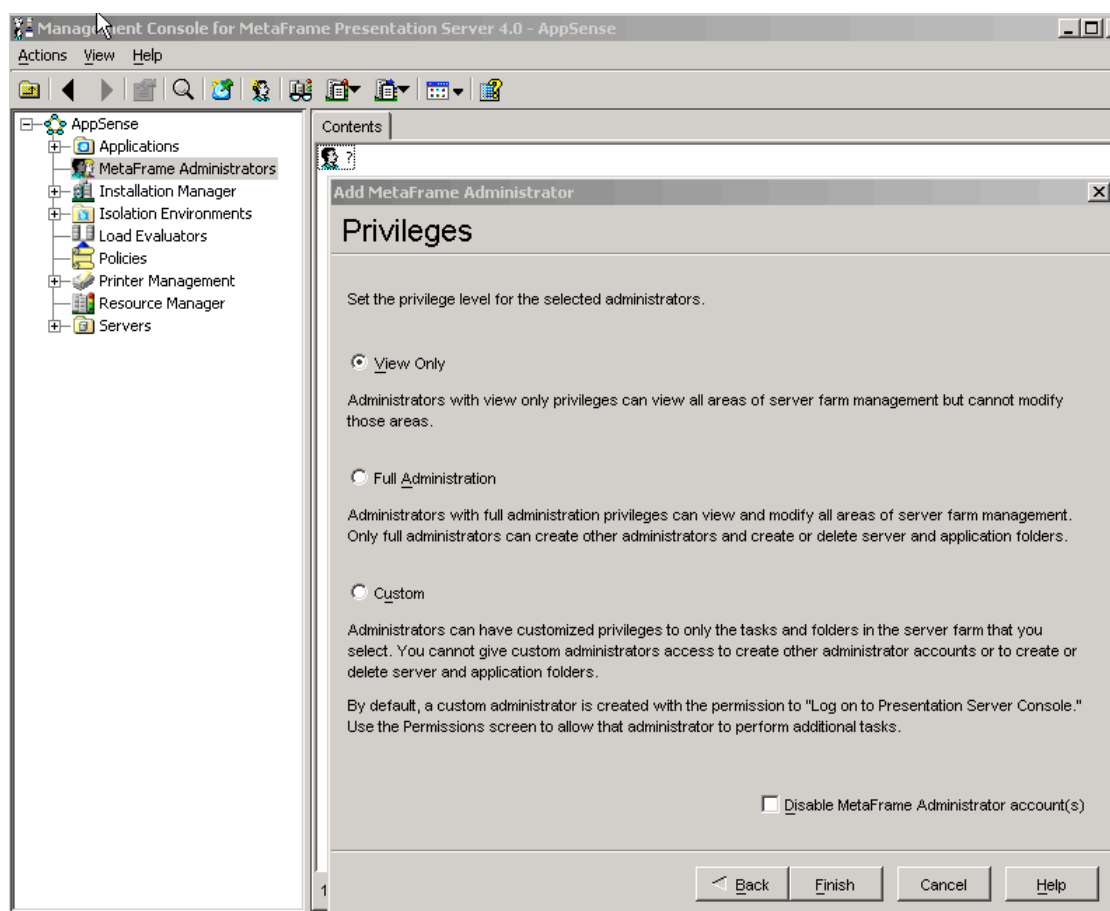 Management Console for MetaFrame Presentation Server 4.0 - AppSense
Actions View Help
AppSense
Applications
MetaFrame Administrators
Installation Manager
Isolation Environments
Load Evaluators
Policies
Printer Management
Resource Manager
Servers
Contents
?
Add MetaFrame Administrator
Privileges
Set the privilege level for the selected administrators.
View Only
Administrators with view only privileges can view all areas of server farm management but cannot modify
those areas.
Full Administration
Administrators with full administration privileges can view and modify all areas of server farm management.
Only full administrators can create other administrators and create or delete server and application folders.
Custom
Administrators can have customized privileges to only the tasks and folders in the server farm that you
select. You cannot give custom administrators access to create other administrator accounts or to create or
delete server and application folders.
By default, a custom administrator is created with the permission to "Log on to Presentation Server Console."
Use the Permissions screen to allow that administrator to perform additional tasks.
Disable MetaFrame Administrator account(s)
1
< Back Finish Cancel Help